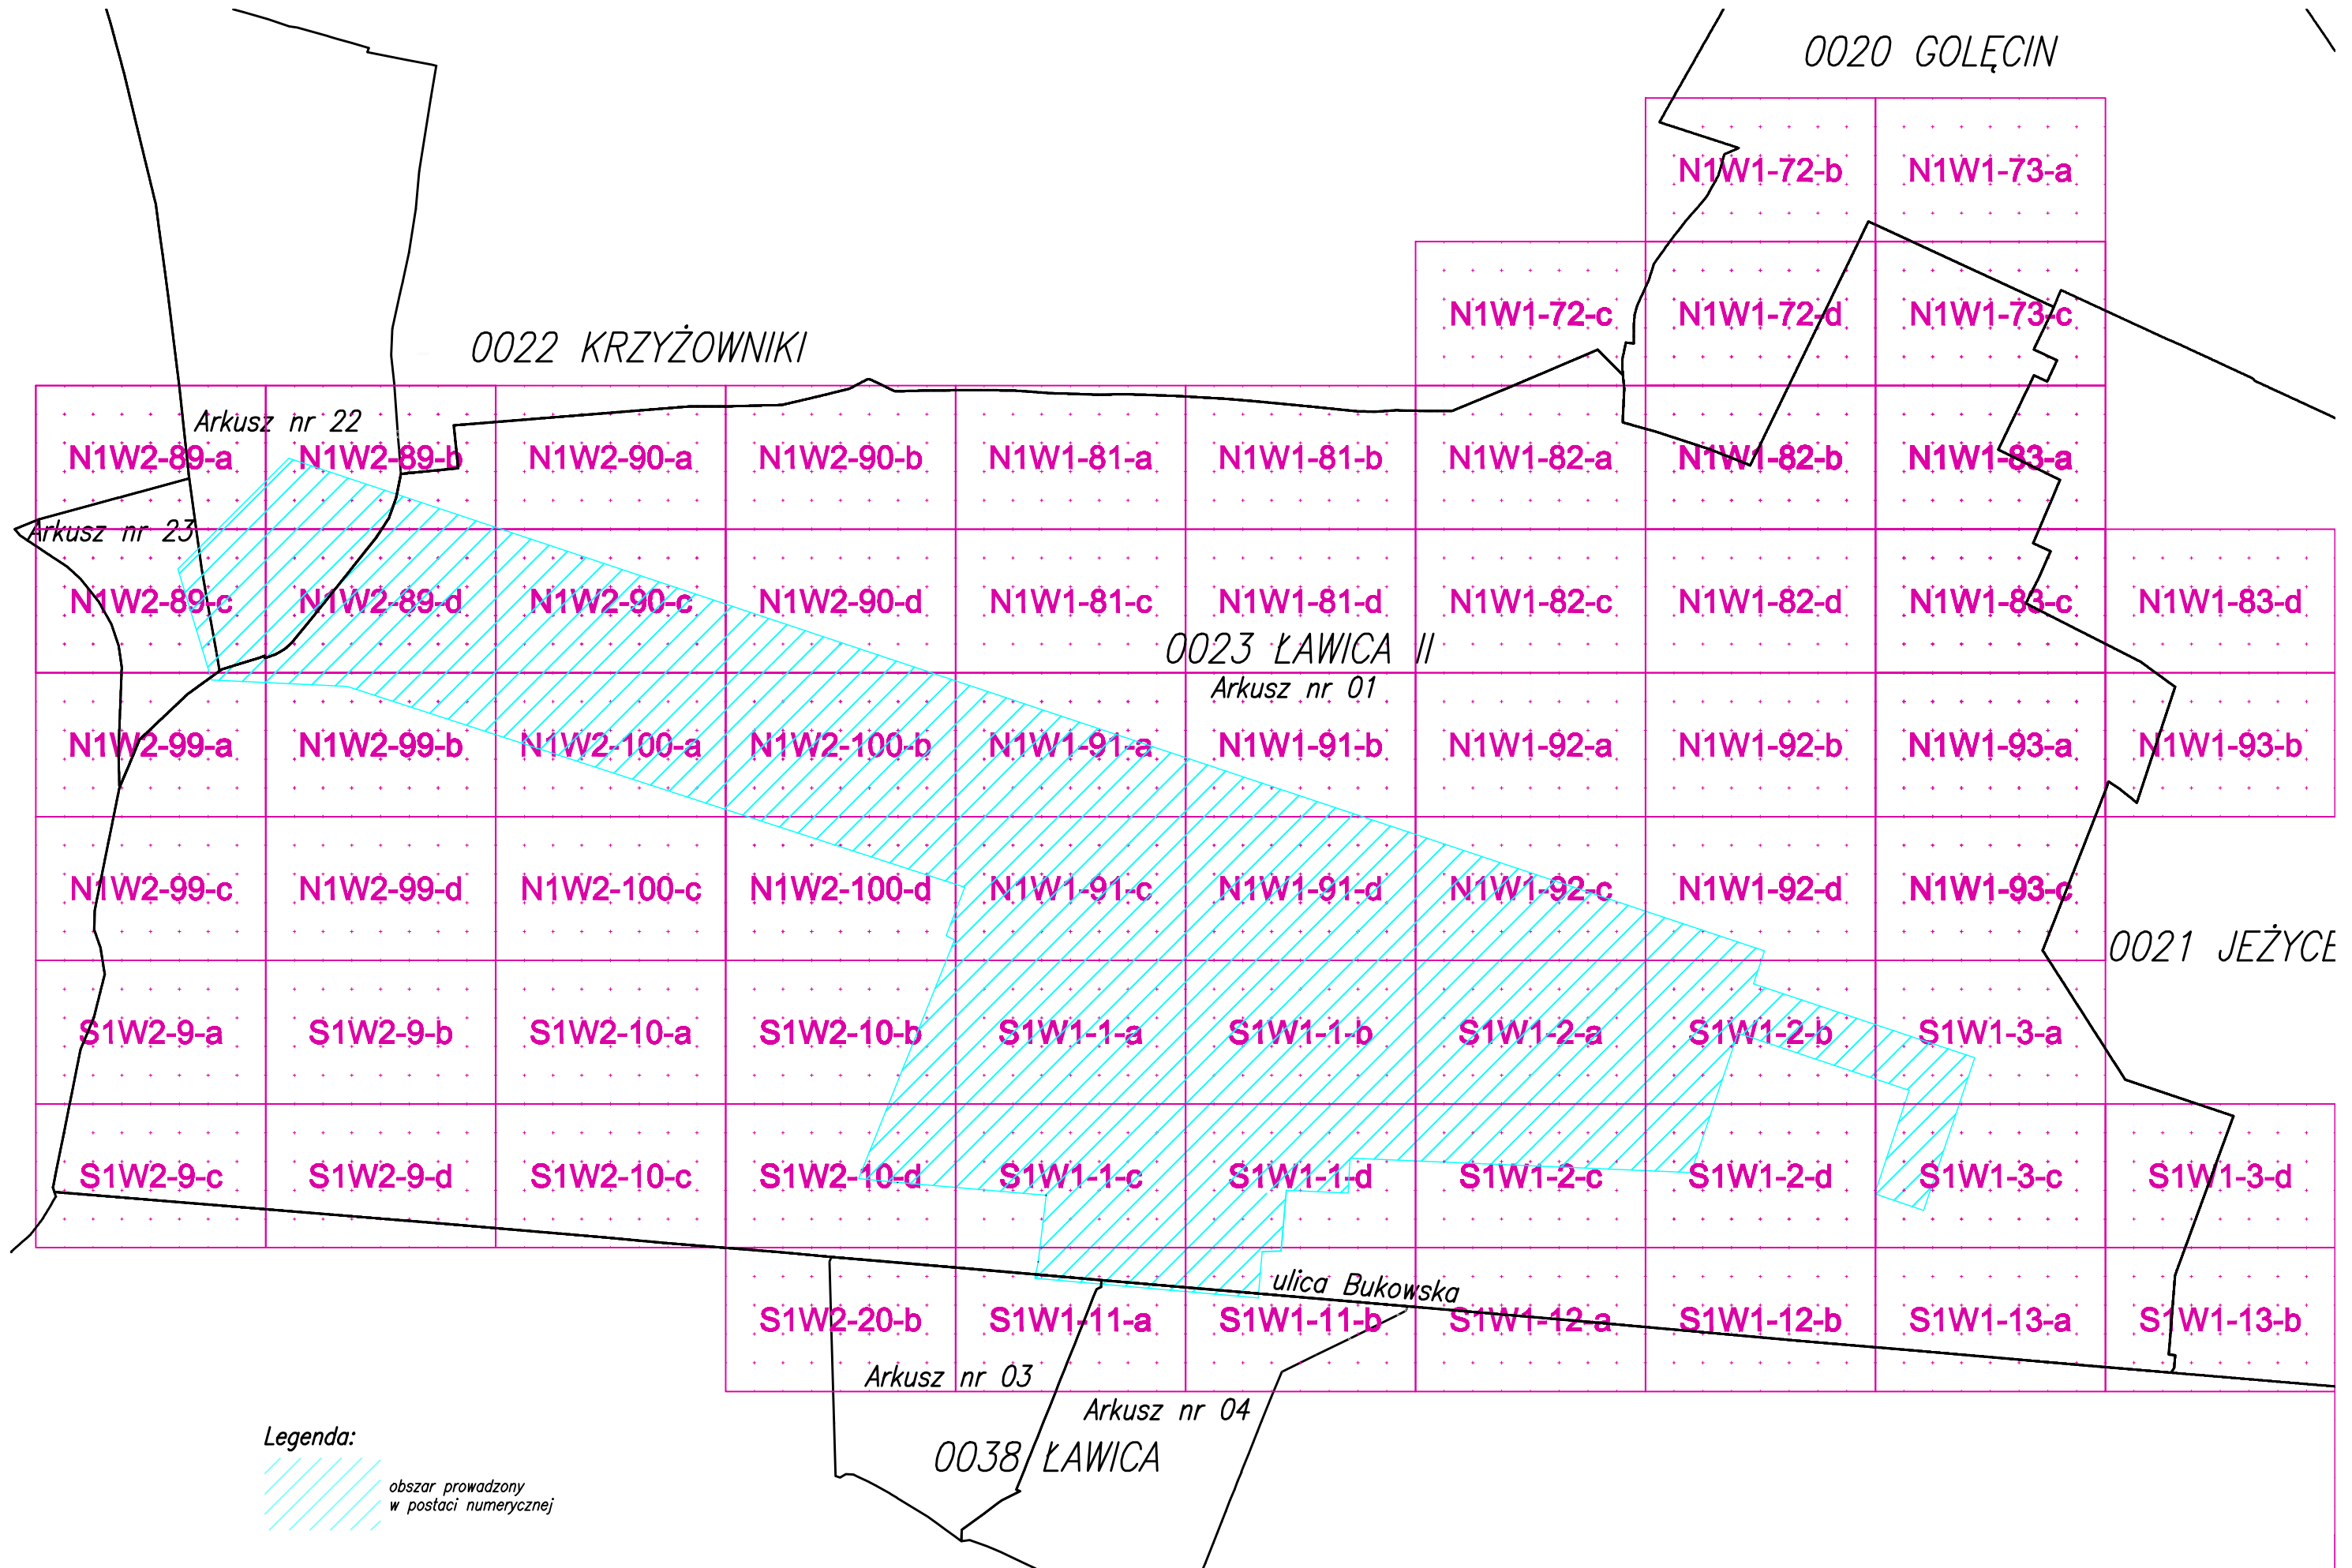 0020 GOLĘCIN
N1W1-72-b N1W1-73-a
N1W1-72-c N1W1-72-d N1W1-73-c
0022 KRZYŻOWNIKI
Arkusz nr 22
N1W2-89-a N1W2-89-b N1W2-90-a N1W2-90-b N1W1-81-a N1W1-81-b N1W1-82-a N1W1-82-b N1W1-83-a
Arkusz nr 23
N1W2-89-c N1W2-89-d N1W2-90-c N1W2-90-d N1W1-81-c N1W1-81-d N1W1-82-c N1W1-82-d N1W1-83-c N1W1-83-d
0023 ŁAWICA II
Arkusz nr 01
N1W2-99-a N1W2-99-b N1W2-100-a N1W2-100-b N1W1-91-a N1W1-91-b N1W1-92-a N1W1-92-b N1W1-93-a N1W1-93-b
N1W2-99-c N1W2-99-d N1W2-100-c N1W2-100-d N1W1-91-c N1W1-91-d N1W1-92-c N1W1-92-d N1W1-93-c
0021 JEŻYCE
S1W2-9-a S1W2-9-b S1W2-10-a S1W2-10-b S1W1-1-a S1W1-1-b S1W1-2-a S1W1-2-b S1W1-3-a
S1W2-9-c S1W2-9-d S1W2-10-c S1W2-10-d S1W1-1-c S1W1-1-d S1W1-2-c S1W1-2-d S1W1-3-c S1W1-3-d
ulica Bukowska
S1W2-20-b S1W1-11-a S1W1-11-b S1W1-12-a S1W1-12-b S1W1-13-a S1W1-13-b
Arkusz nr 03
Arkusz nr 04
0038 ŁAWICA
Legenda:
obszar prowadzony
w postaci numerycznej